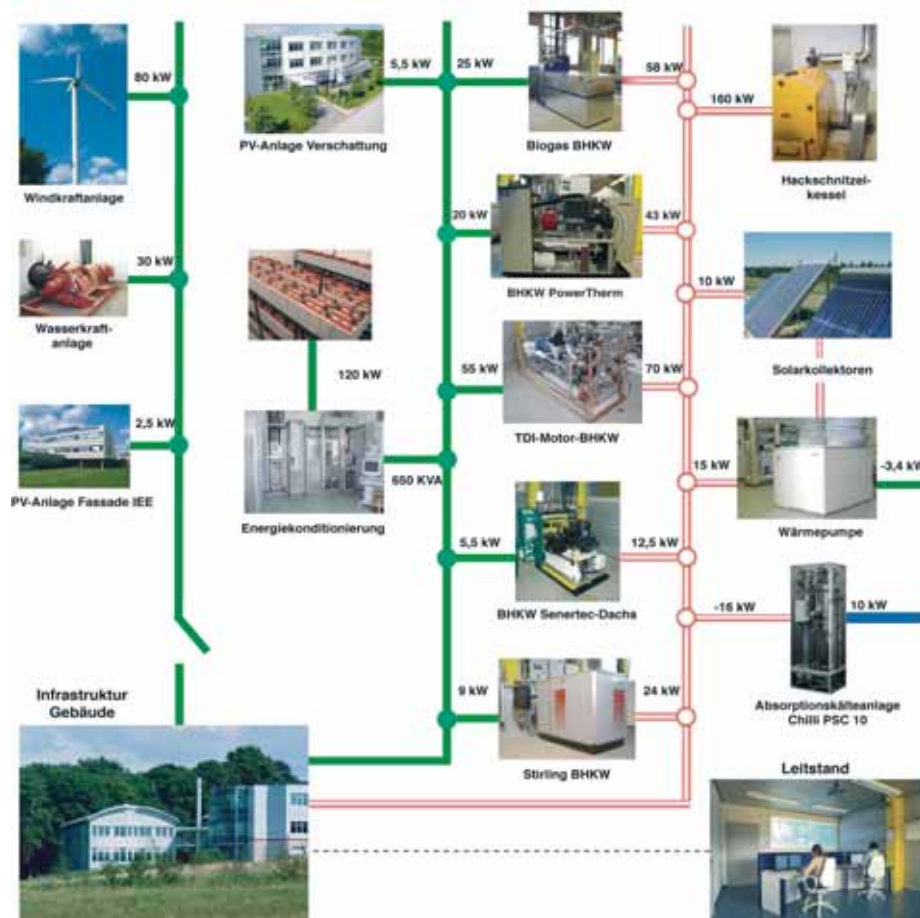 80 kW
Windkraftanlage
30 kW
Wasserkraft-
anlage
2,5 kW
PV-Anlage Fassade IEE
Infrastruktur
Gebäude
5,5 kW
PV-Anlage Verschattung
120 kW
650 KVA
Energiekonditionierung
25 kW
Biogas BHKW
58 kW
20 kW
BHKW PowerTherm
43 kW
55 kW
TDI-Motor-BHKW
70 kW
5,5 kW
BHKW Senertec-Dachs
12,5 kW
9 kW
Stirling BHKW
24 kW
160 kW
Hackschnitzel-
kessel
10 kW
Solarkollektoren
15 kW
-3,4 kW
Wärmepumpe
-16 kW
10 kW
Absorptionskälteanlage
Chilli PSC 10
Leitstand